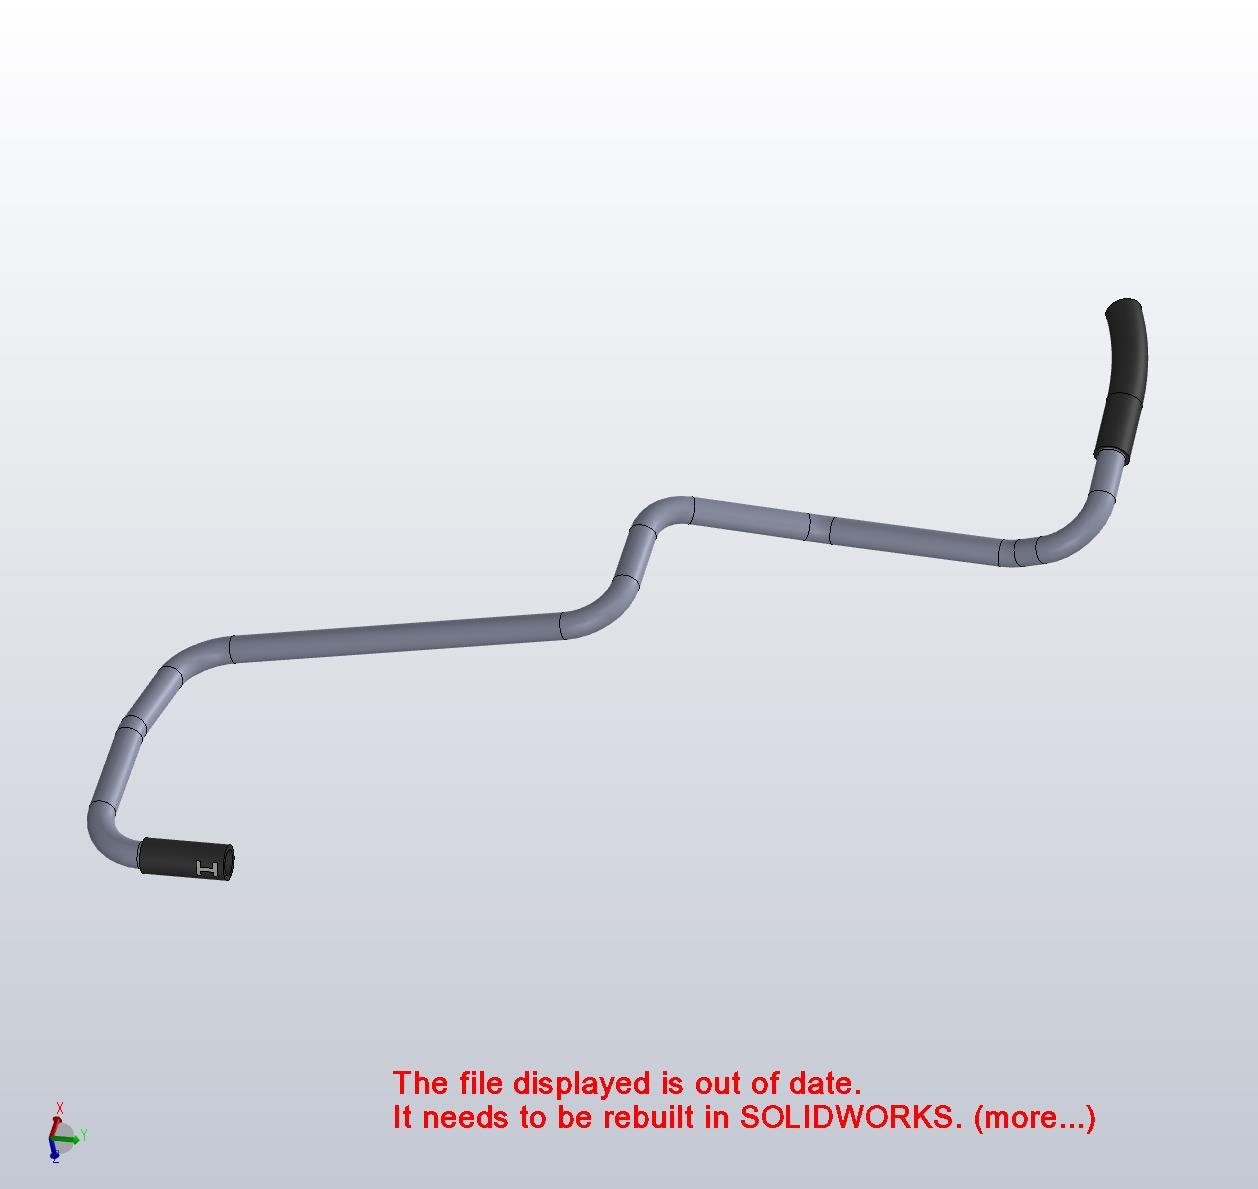 H
The file displayed is out of date.
It needs to be rebuilt in SOLIDWORKS. (more...)
X
Y
Z